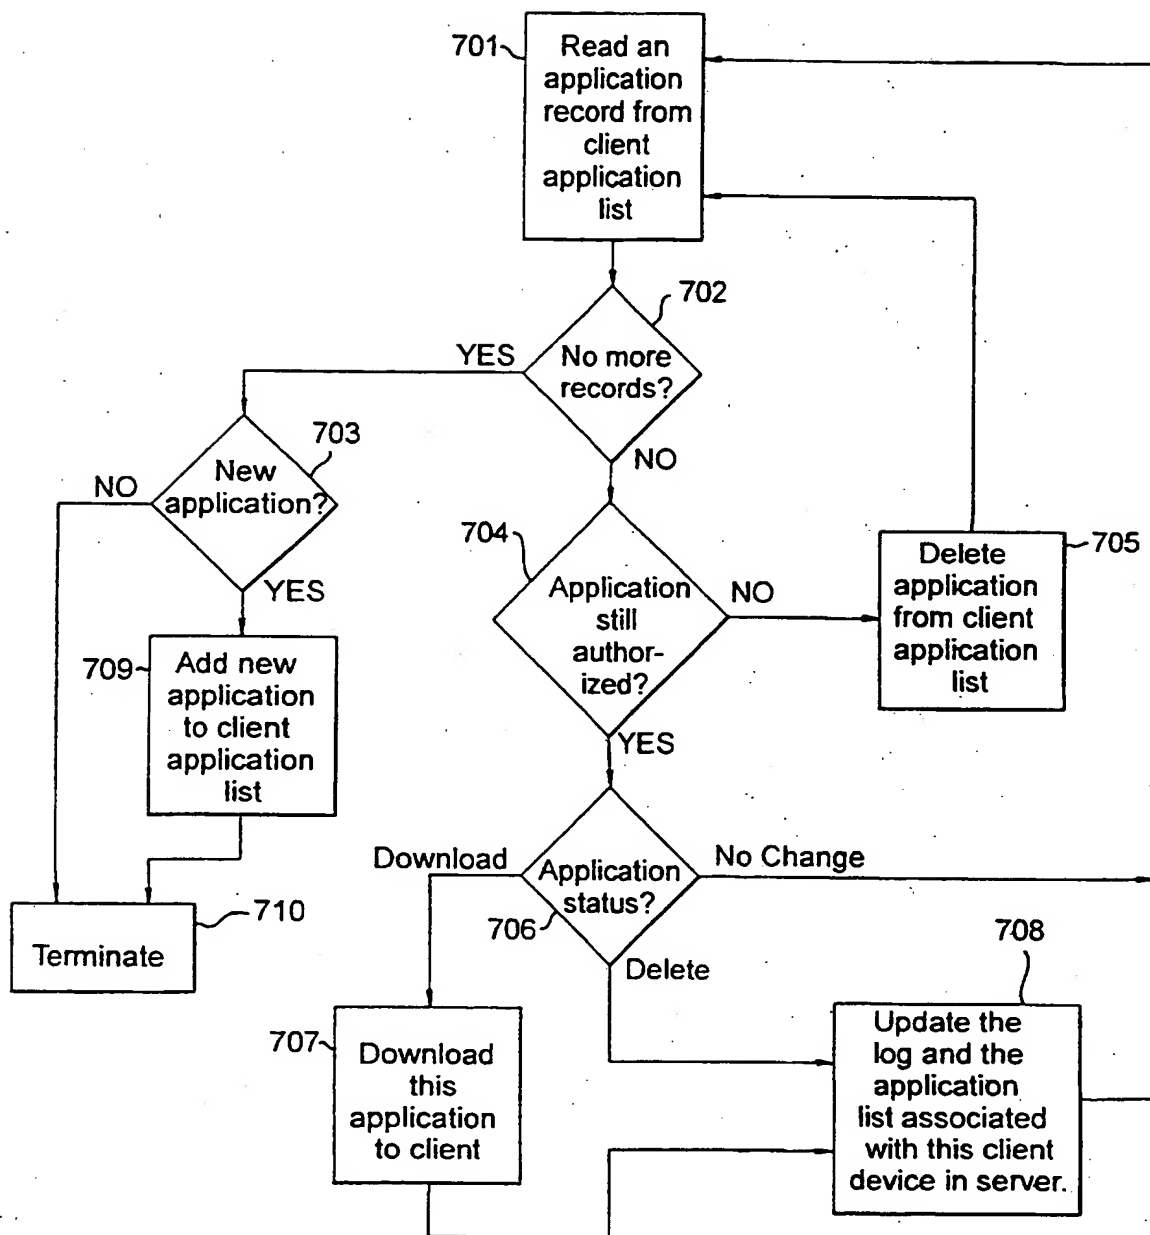 701
Read an
application
record from
client
application
list
702
No more
records?
YES
NO
703
New
application?
NO
YES
704
Application
still
author-
ized?
NO
YES
705
Delete
application
from client
application
list
709
Add new
application
to client
application
list
710
Terminate
Download
Application
status?
706
No Change
Delete
707
Download
this
application
to client
708
Update the
log and the
application
list associated
with this client
device in server.